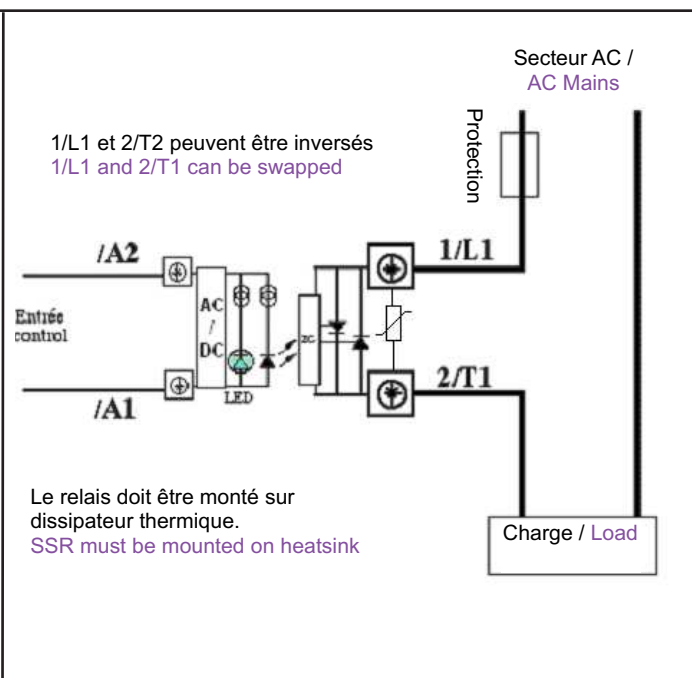 Secteur AC /
AC Mains
Protection
1/L1 et 2/T2 peuvent être inversés
1/L1 and 2/T1 can be swapped
/A2
1/L1
Entrée
control
AC
/
DC
ZC
LED
/A1
2/T1
Le relais doit être monté sur
dissipateur thermique.
SSR must be mounted on heatsink
Charge / Load